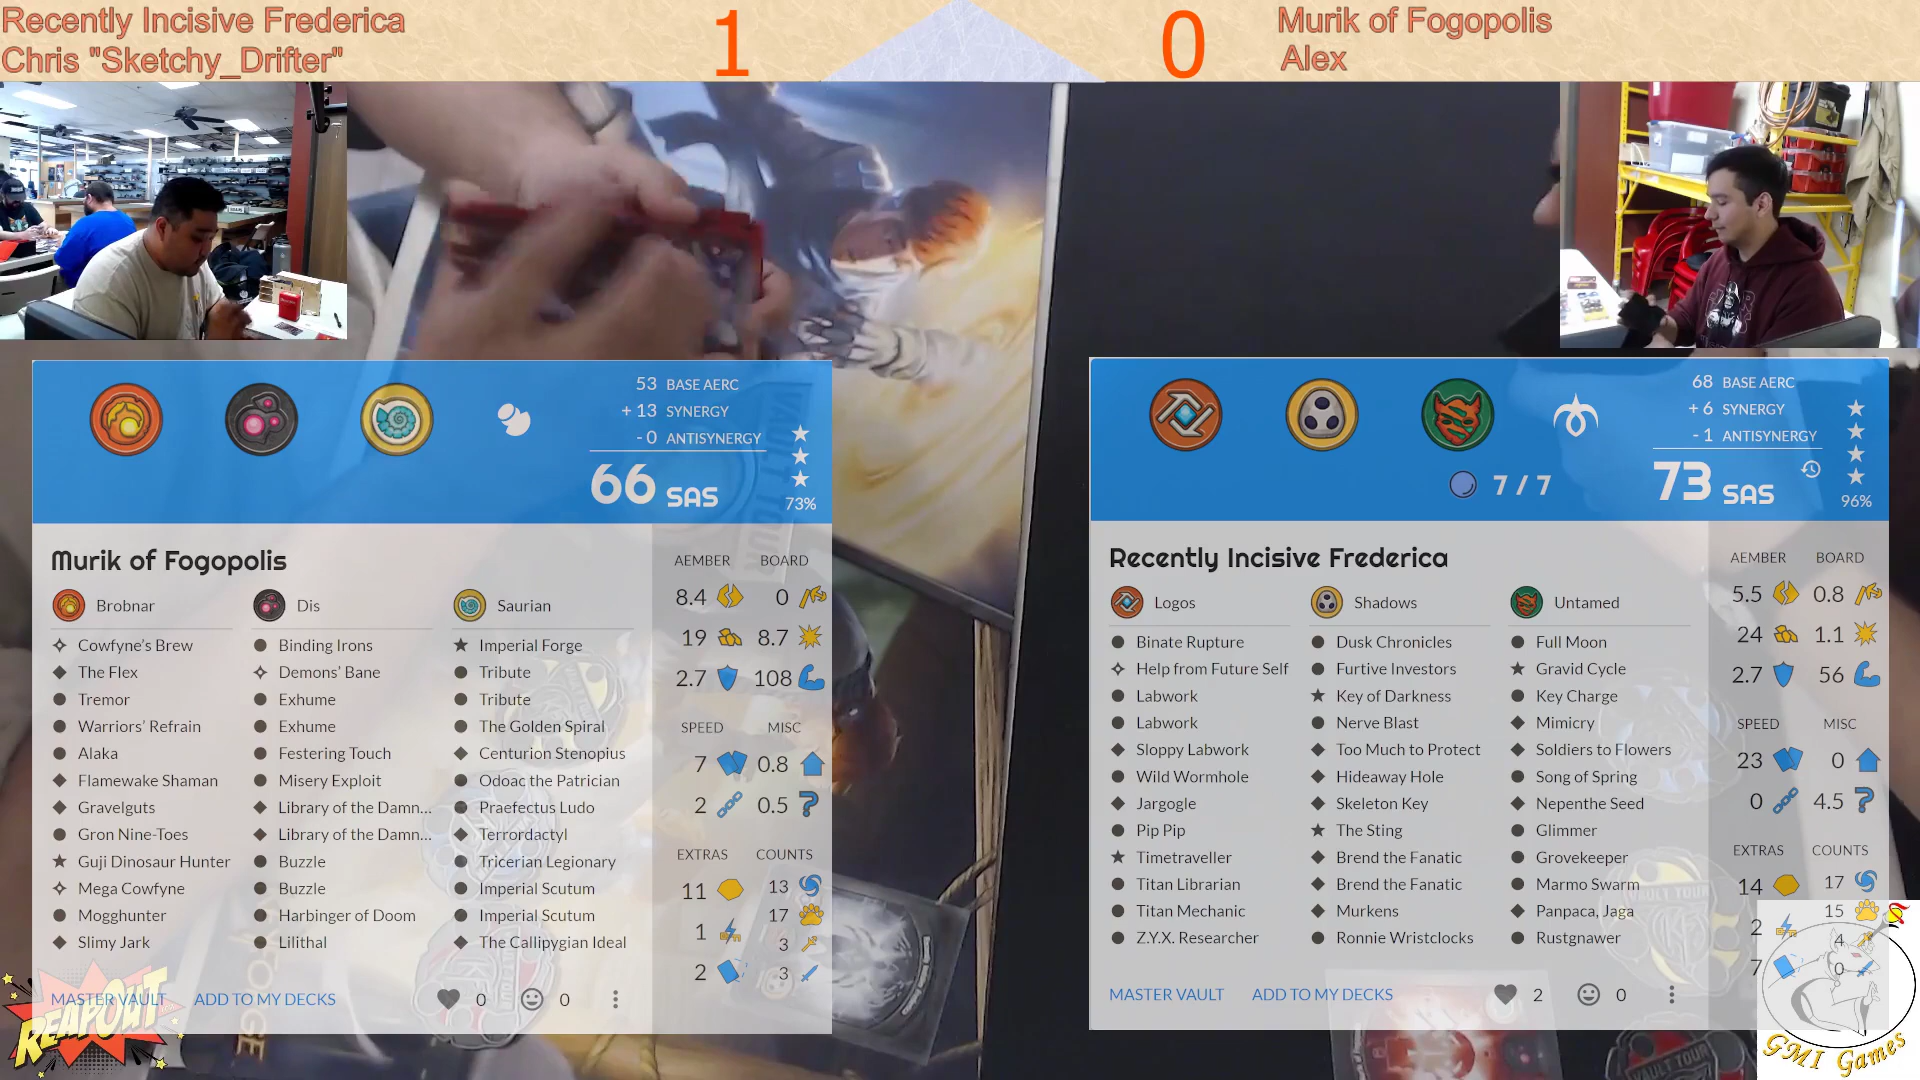 Recently Incisive Frederica
Chris "Sketchy_Drifter"
1
0
Murik of Fogopolis
Alex
53 BASE AERC
+ 13 SYNERGY
- 0 ANTISYNERGY
66 SAS
73%
Murik of Fogopolis
Brobnar
Cowfyne's Brew
The Flex
Tremor
Warriors' Refrain
Alaka
Flamewake Shaman
Gravelguts
Gron Nine-Toes
Guji Dinosaur Hunter
Mega Cowfyne
Mogghunter
Slimy Jark
Dis
Binding Irons
Demons' Bane
Exhume
Exhume
Festering Touch
Misery Exploit
Library of the Damn...
Library of the Damn...
Buzzle
Buzzle
Harbinger of Doom
Lilithal
Saurian
Imperial Forge
Tribute
Tribute
The Golden Spiral
Centurion Stenopius
Odoac the Patrician
Praefectus Ludo
Terrordactyl
Tricerian Legionary
Imperial Scutum
Imperial Scutum
The Callipygian Ideal
AEMBER BOARD
8.4 0
19 8.7
2.7 108
SPEED MISC
7 0.8
2 0.5
EXTRAS COUNTS
11 13
17
1 3
2 3
MASTER VAULT ADD TO MY DECKS 0 0
REAPOUT
68 BASE AERC
+ 6 SYNERGY
- 1 ANTISYNERGY
7 / 7
73 SAS
96%
Recently Incisive Frederica
Logos
Binate Rupture
Help from Future Self
Labwork
Labwork
Sloppy Labwork
Wild Wormhole
Jargogle
Pip Pip
Timetraveller
Titan Librarian
Titan Mechanic
Z.Y.X. Researcher
Shadows
Dusk Chronicles
Furtive Investors
Key of Darkness
Nerve Blast
Too Much to Protect
Hideaway Hole
Skeleton Key
The Sting
Brend the Fanatic
Brend the Fanatic
Murkens
Ronnie Wristclocks
Untamed
Full Moon
Gravid Cycle
Key Charge
Mimicry
Soldiers to Flowers
Song of Spring
Nepenthe Seed
Glimmer
Grovekeeper
Marmo Swarm
Panpaca, Jaga
Rustgnawer
AEMBER BOARD
5.5 0.8
24 1.1
2.7 56
SPEED MISC
23 0
0 4.5
EXTRAS COUNTS
14 17
15
2 4
7 0
MASTER VAULT ADD TO MY DECKS 2 0
GMI Games
VAULT TOUR